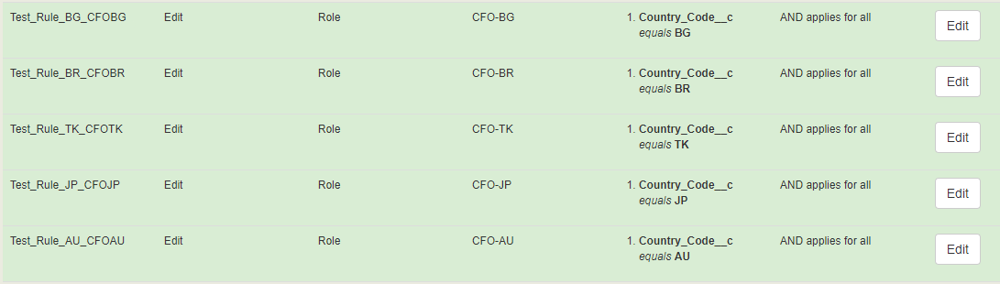 Test_Rule_BG_CFOBG Edit Role CFO-BG 1. Country_Code__c AND applies for all Edit
equals BG
Test_Rule_BR_CFOBR Edit Role CFO-BR 1. Country_Code__c AND applies for all Edit
equals BR
Test_Rule_TK_CFOTK Edit Role CFO-TK 1. Country_Code__c AND applies for all Edit
equals TK
Test_Rule_JP_CFOJP Edit Role CFO-JP 1. Country_Code__c AND applies for all Edit
equals JP
Test_Rule_AU_CFOAU Edit Role CFO-AU 1. Country_Code__c AND applies for all Edit
equals AU